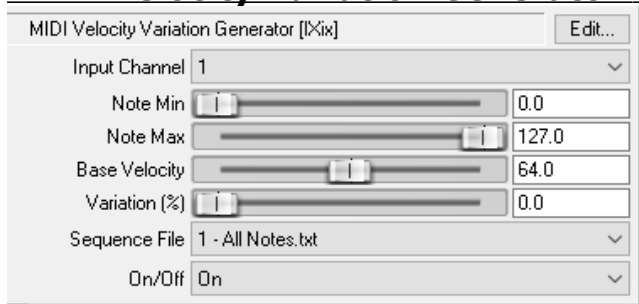 MIDI Velocity Variation Generator [IXix]
Edit...
Input Channel 1
Note Min 0.0
Note Max 127.0
Base Velocity 64.0
Variation (%) 0.0
Sequence File 1 - All Notes.txt
On/Off On